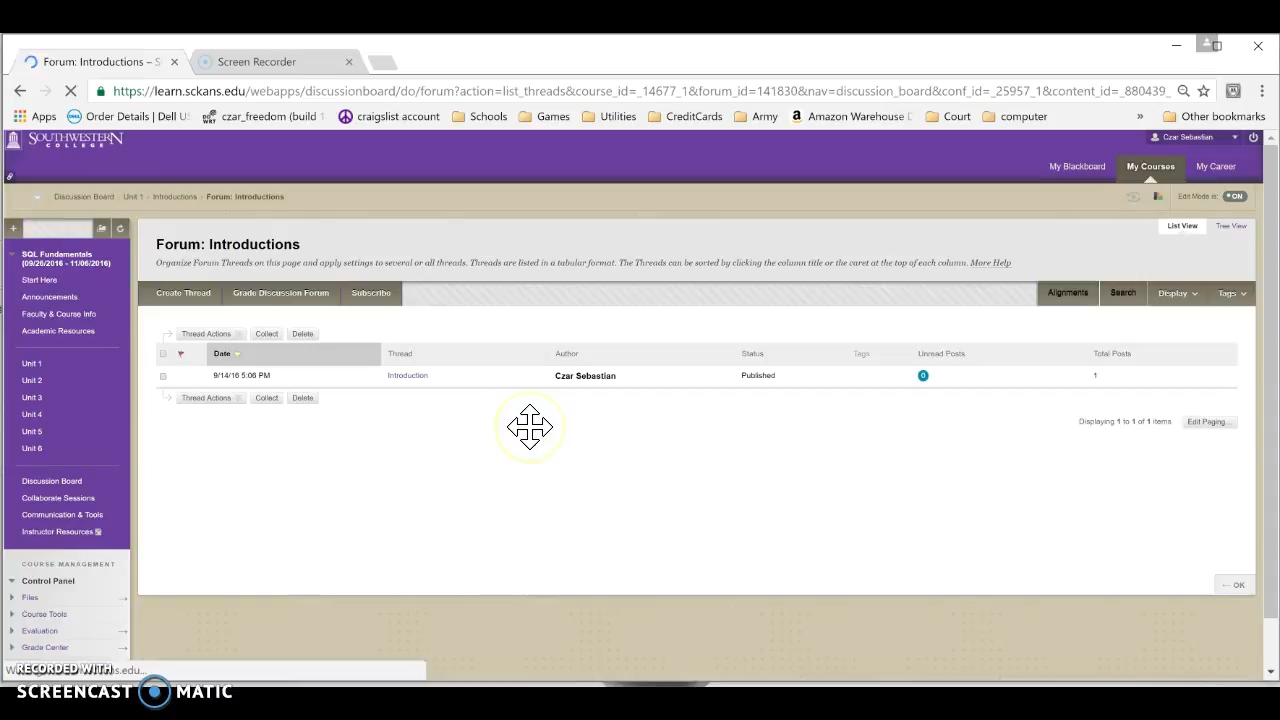 Forum: Introductions – S
Screen Recorder
https://learn.sckans.edu/webapps/discussionboard/do/forum?action=list_threads&course_id=_14677_1&forum_id=141830&nav=discussion_board&conf_id=_25957_1&content_id=_880439_
Apps Order Details | Dell U czar_freedom (build 1 craigslist account Schools Games Utilities CreditCards Army Amazon Warehouse D Court computer » Other bookmarks
SOUTHWESTERN
COLLEGE
Czar Sebastian
My Blackboard My Courses My Career
Discussion Board Unit 1 - Introductions Forum: Introductions Edit Mode is: ON
List View Tree View
Forum: Introductions
Organize Forum Threads on this page and apply settings to several or all threads. Threads are listed in a tabular format. The Threads can be sorted by clicking the column title or the caret at the top of each column. More Help
Create Thread Grade Discussion Forum Subscribe Alignments Search Display Tags
Thread Actions Collect Delete
Date Thread Author Status Tags Unread Posts Total Posts
9/14/16 5:06 PM Introduction Czar Sebastian Published 0 1
Thread Actions Collect Delete
Displaying 1 to 1 of 1 items Edit Paging...
← OK
SQL Fundamentals
(09/26/2016 - 11/06/2016)
Start Here
Announcements
Faculty & Course Info
Academic Resources
Unit 1
Unit 2
Unit 3
Unit 4
Unit 5
Unit 6
Discussion Board
Collaborate Sessions
Communication & Tools
Instructor Resources
COURSE MANAGEMENT
Control Panel
Files
Course Tools
Evaluation
Grade Center
RECORDED WITH
SCREENCAST MATIC